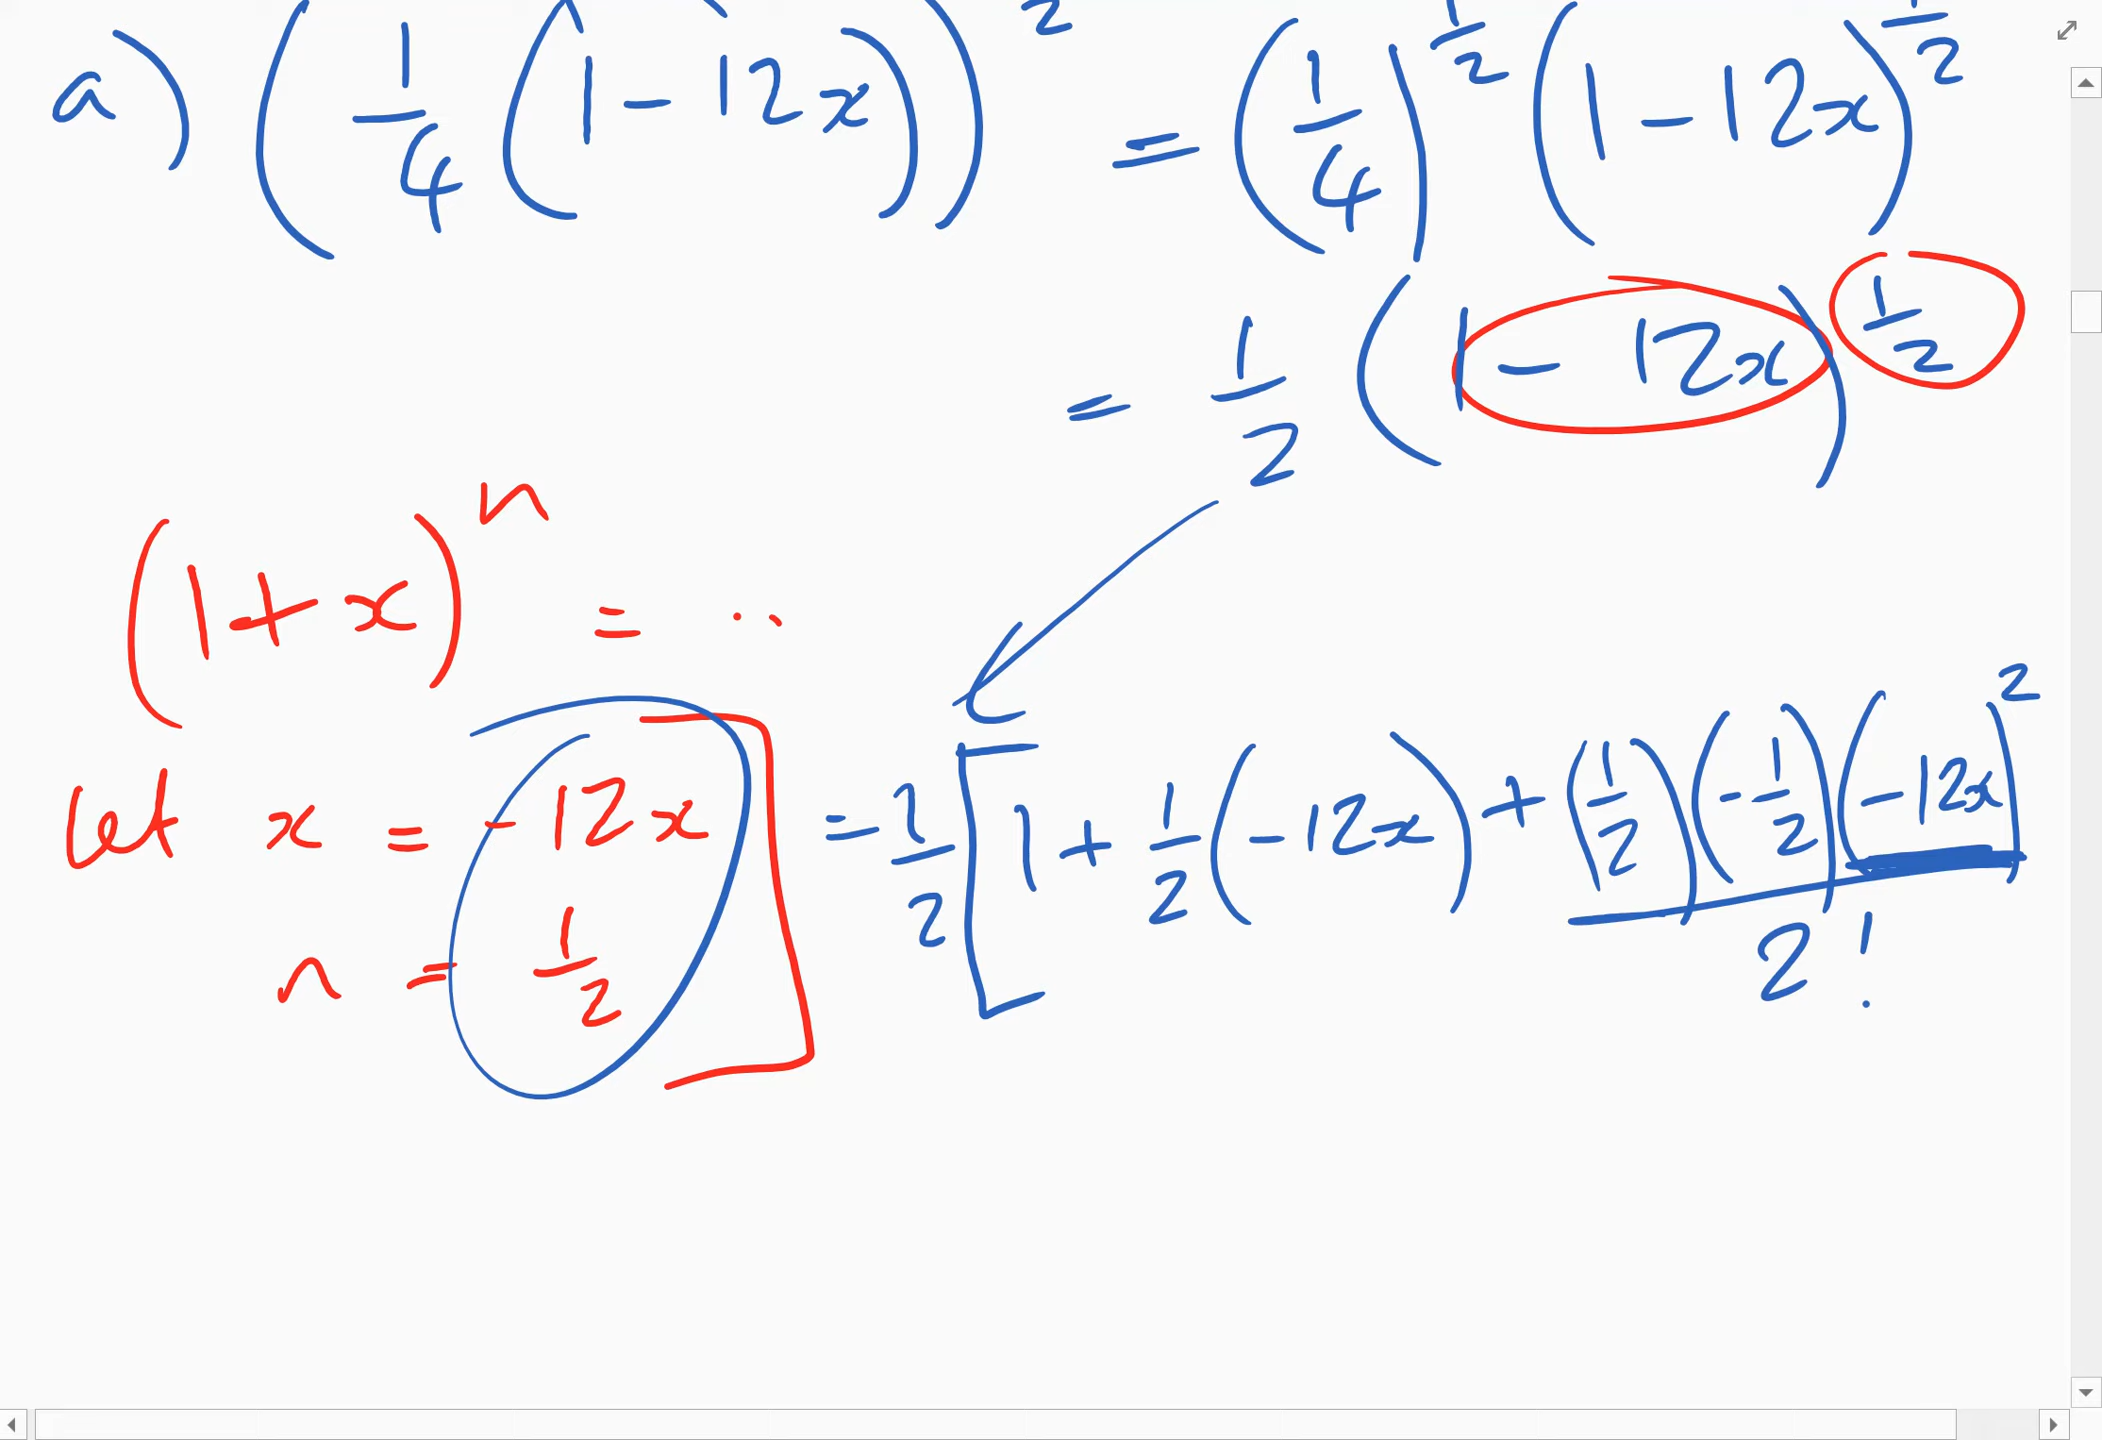 a) (1/4 (1 - 12x))^1/2 = (1/4)^1/2 (1 - 12x)^1/2
= 1/2 (1 - 12x)^1/2
(1 + x)^n = ..
let x = - 12x
n = 1/2
= 1/2 [1 + 1/2 (-12x) + (1/2)(-1/2)(-12x)^2 / 2!